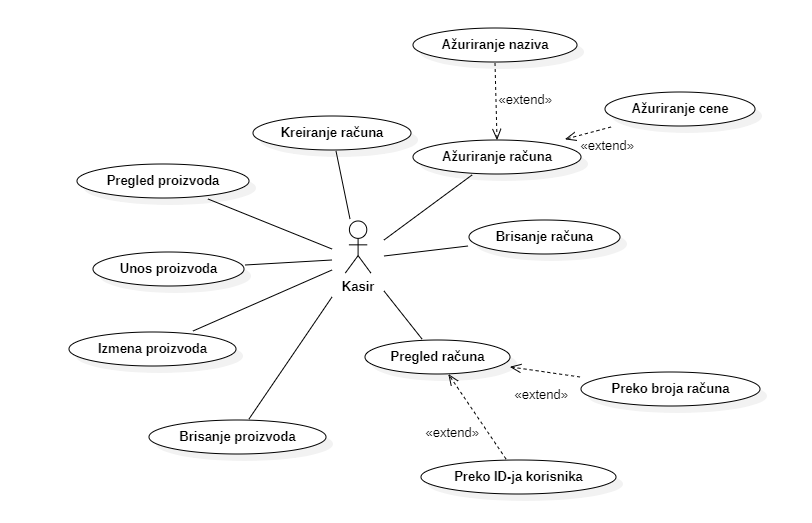 Ažuriranje naziva
«extend»
Ažuriranje cene
Kreiranje računa
«extend»
Ažuriranje računa
Pregled proizvoda
Brisanje računa
Unos proizvoda
Kasir
Izmena proizvoda
Pregled računa
Preko broja računa
«extend»
Brisanje proizvoda
«extend»
Preko ID-ja korisnika